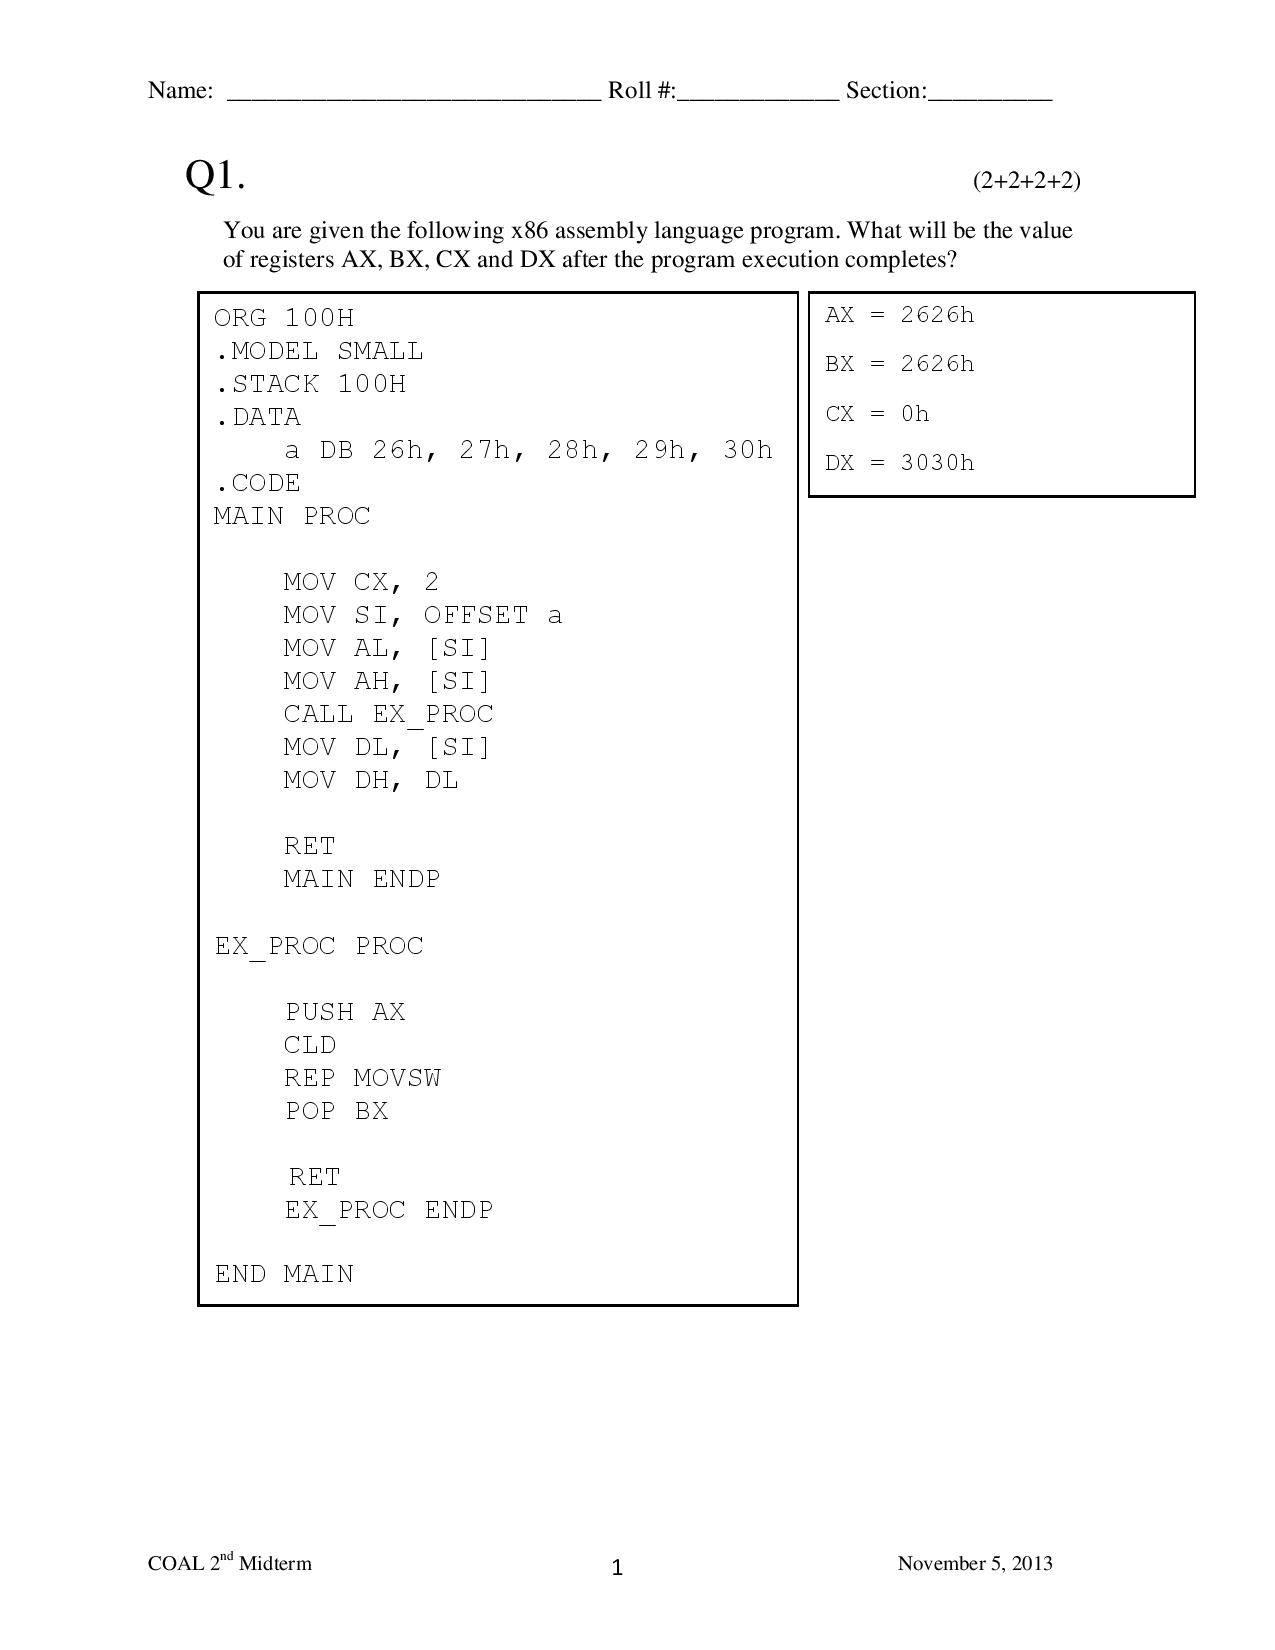 Name: ______________________________ Roll #:_____________ Section:__________
Q1. (2+2+2+2)
You are given the following x86 assembly language program. What will be the value
of registers AX, BX, CX and DX after the program execution completes?
ORG 100H
.MODEL SMALL
.STACK 100H
.DATA
a DB 26h, 27h, 28h, 29h, 30h
.CODE
MAIN PROC
MOV CX, 2
MOV SI, OFFSET a
MOV AL, [SI]
MOV AH, [SI]
CALL EX_PROC
MOV DL, [SI]
MOV DH, DL
RET
MAIN ENDP
EX_PROC PROC
PUSH AX
CLD
REP MOVSW
POP BX
RET
EX_PROC ENDP
END MAIN
AX = 2626h
BX = 2626h
CX = 0h
DX = 3030h
COAL 2nd Midterm 1 November 5, 2013